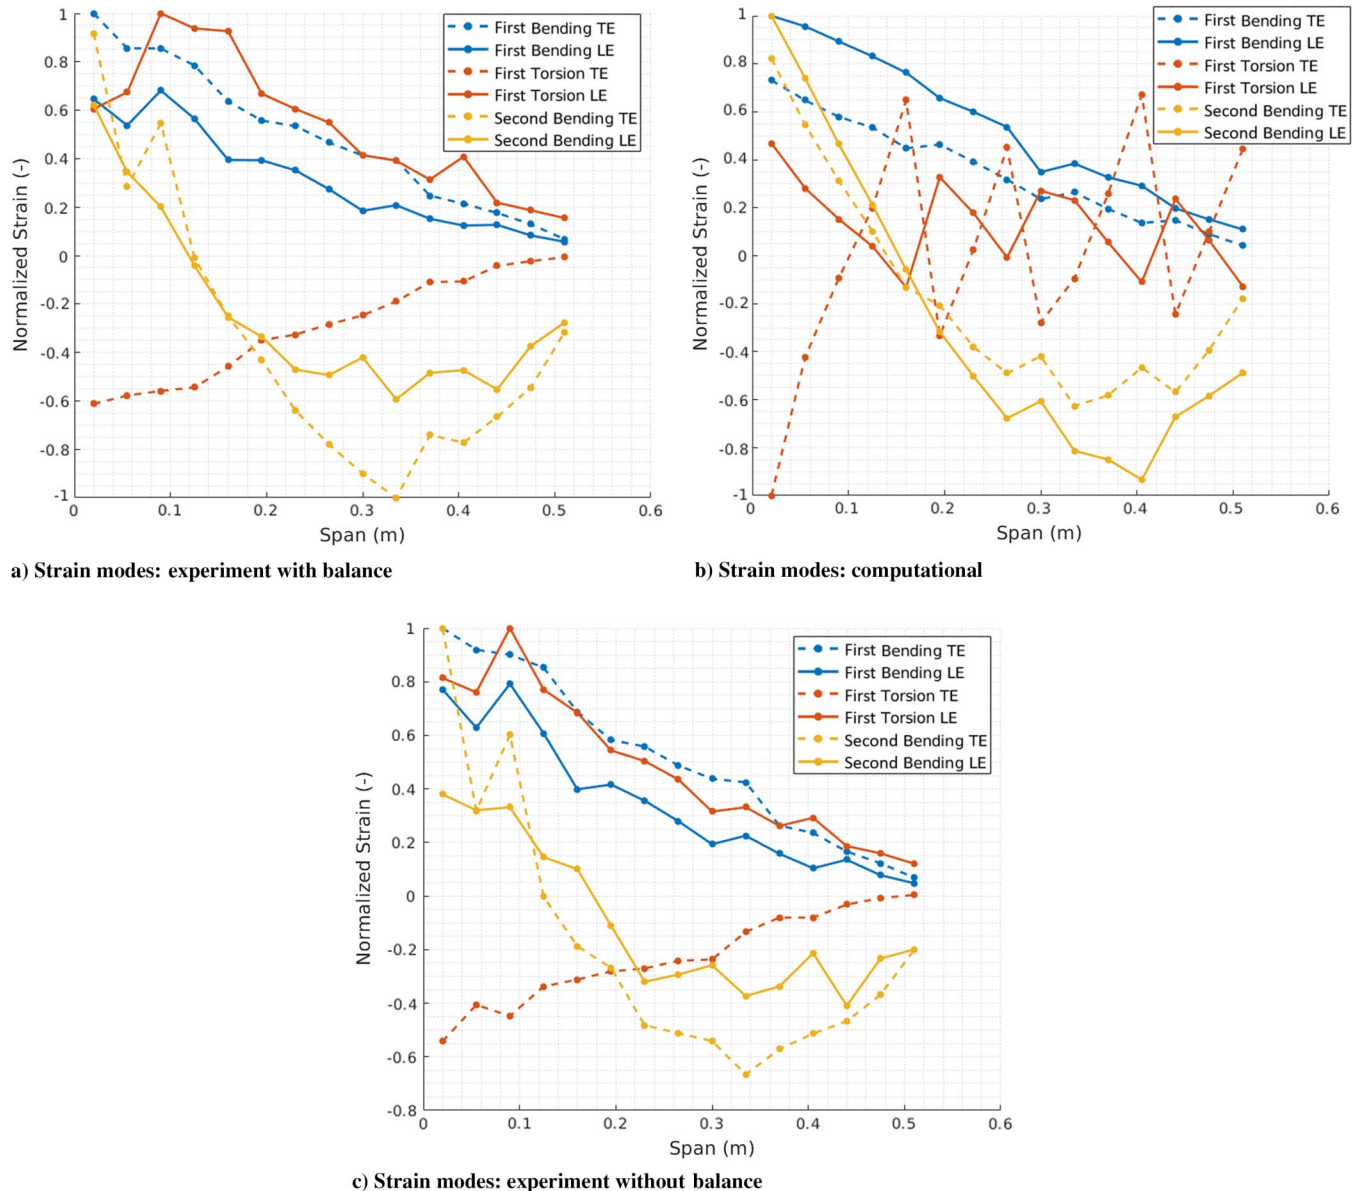 1
0.8
0.6
0.4
0.2
0
-0.2
-0.4
-0.6
-0.8
-1
Normalized Strain (-)
0 0.1 0.2 0.3 0.4 0.5 0.6
Span (m)
First Bending TE
First Bending LE
First Torsion TE
First Torsion LE
Second Bending TE
Second Bending LE
a) Strain modes: experiment with balance
1
0.8
0.6
0.4
0.2
0
-0.2
-0.4
-0.6
-0.8
-1
Normalized Strain (-)
0 0.1 0.2 0.3 0.4 0.5 0.6
Span (m)
First Bending TE
First Bending LE
First Torsion TE
First Torsion LE
Second Bending TE
Second Bending LE
b) Strain modes: computational
1
0.8
0.6
0.4
0.2
0
-0.2
-0.4
-0.6
-0.8
Normalized Strain (-)
0 0.1 0.2 0.3 0.4 0.5 0.6
Span (m)
First Bending TE
First Bending LE
First Torsion TE
First Torsion LE
Second Bending TE
Second Bending LE
c) Strain modes: experiment without balance